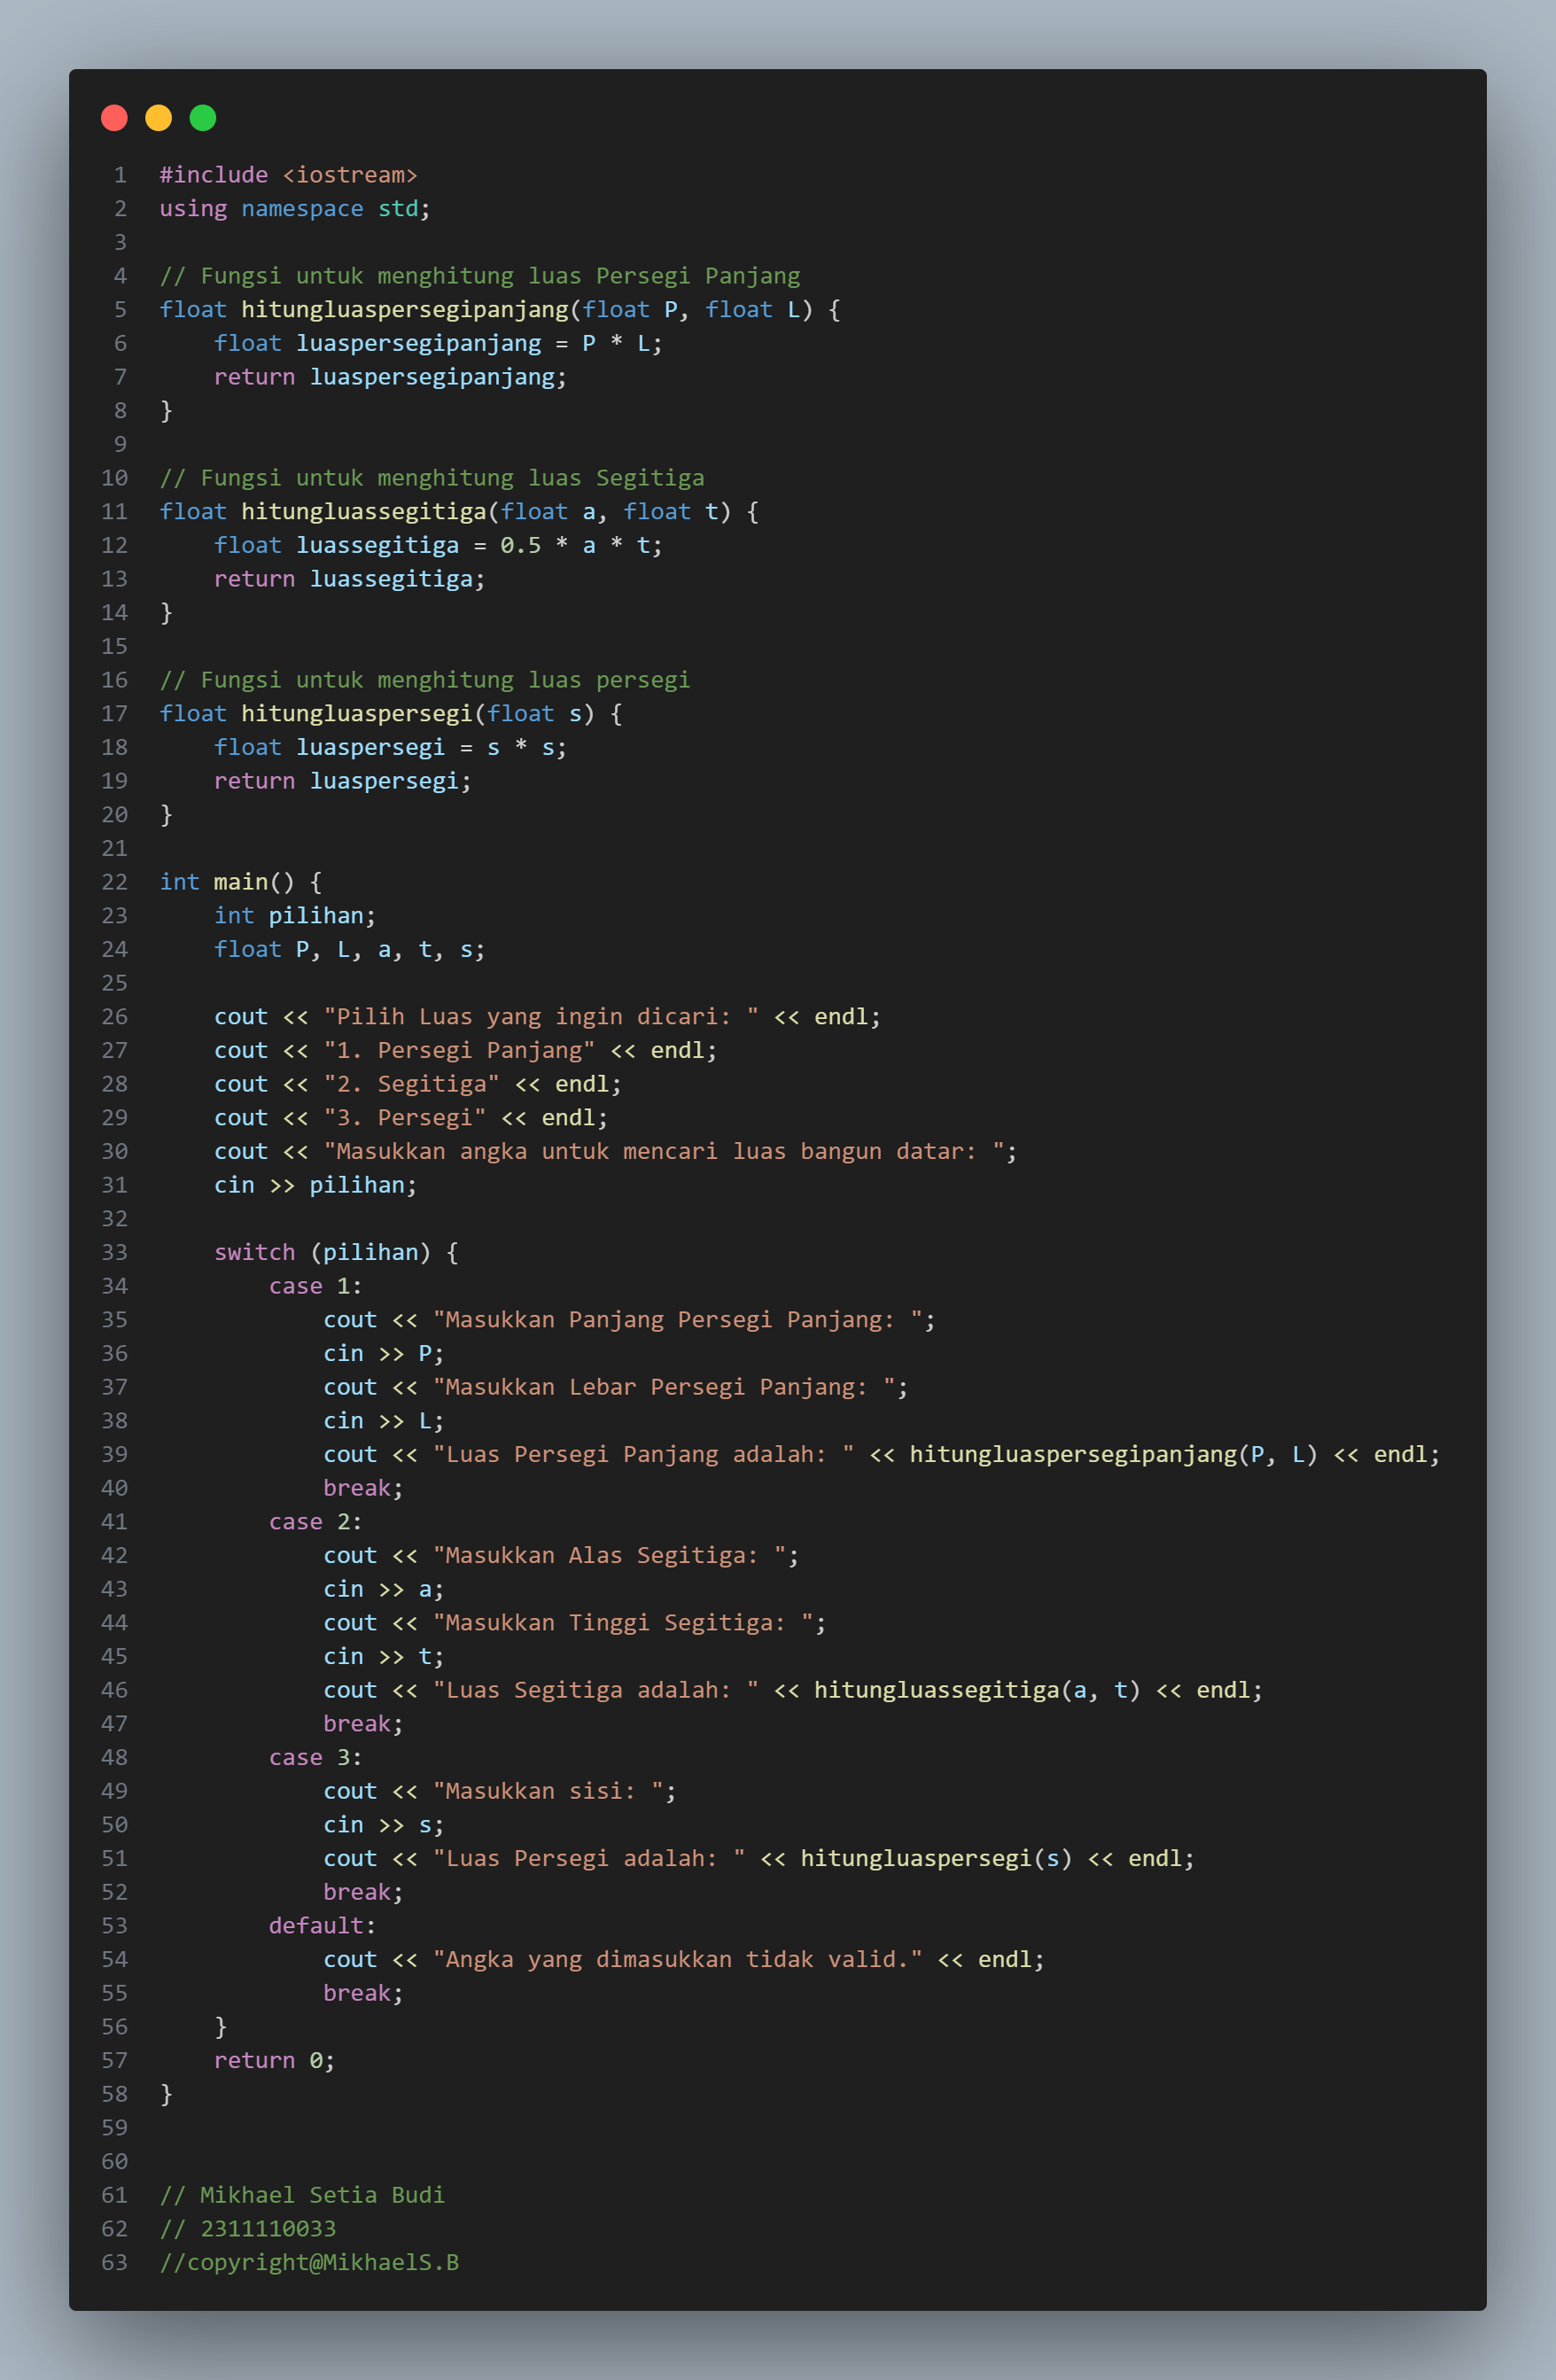 1 #include <iostream>
2 using namespace std;
3
4 // Fungsi untuk menghitung luas Persegi Panjang
5 float hitungluaspersegipanjang(float P, float L) {
6     float luaspersegipanjang = P * L;
7     return luaspersegipanjang;
8 }
9
10 // Fungsi untuk menghitung luas Segitiga
11 float hitungluassegitiga(float a, float t) {
12     float luassegitiga = 0.5 * a * t;
13     return luassegitiga;
14 }
15
16 // Fungsi untuk menghitung luas persegi
17 float hitungluaspersegi(float s) {
18     float luaspersegi = s * s;
19     return luaspersegi;
20 }
21
22 int main() {
23     int pilihan;
24     float P, L, a, t, s;
25
26     cout << "Pilih Luas yang ingin dicari: " << endl;
27     cout << "1. Persegi Panjang" << endl;
28     cout << "2. Segitiga" << endl;
29     cout << "3. Persegi" << endl;
30     cout << "Masukkan angka untuk mencari luas bangun datar: ";
31     cin >> pilihan;
32
33     switch (pilihan) {
34         case 1:
35             cout << "Masukkan Panjang Persegi Panjang: ";
36             cin >> P;
37             cout << "Masukkan Lebar Persegi Panjang: ";
38             cin >> L;
39             cout << "Luas Persegi Panjang adalah: " << hitungluaspersegipanjang(P, L) << endl;
40             break;
41         case 2:
42             cout << "Masukkan Alas Segitiga: ";
43             cin >> a;
44             cout << "Masukkan Tinggi Segitiga: ";
45             cin >> t;
46             cout << "Luas Segitiga adalah: " << hitungluassegitiga(a, t) << endl;
47             break;
48         case 3:
49             cout << "Masukkan sisi: ";
50             cin >> s;
51             cout << "Luas Persegi adalah: " << hitungluaspersegi(s) << endl;
52             break;
53         default:
54             cout << "Angka yang dimasukkan tidak valid." << endl;
55             break;
56     }
57     return 0;
58 }
59
60
61 // Mikhael Setia Budi
62 // 2311110033
63 //copyright@MikhaelS.B